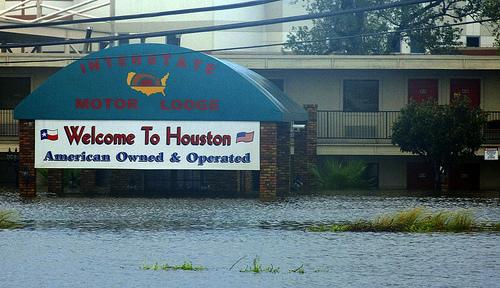 INTERSTATE
MOTOR LODGE
Welcome To Houston
American Owned & Operated